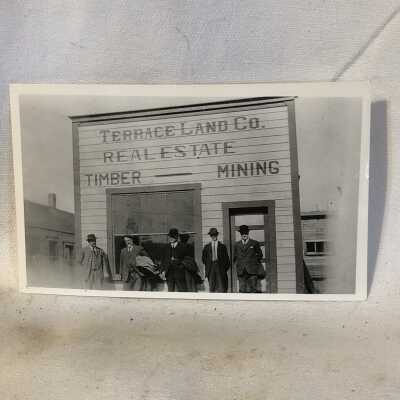 TERRACE LAND CO.
REAL ESTATE
TIMBER — MINING